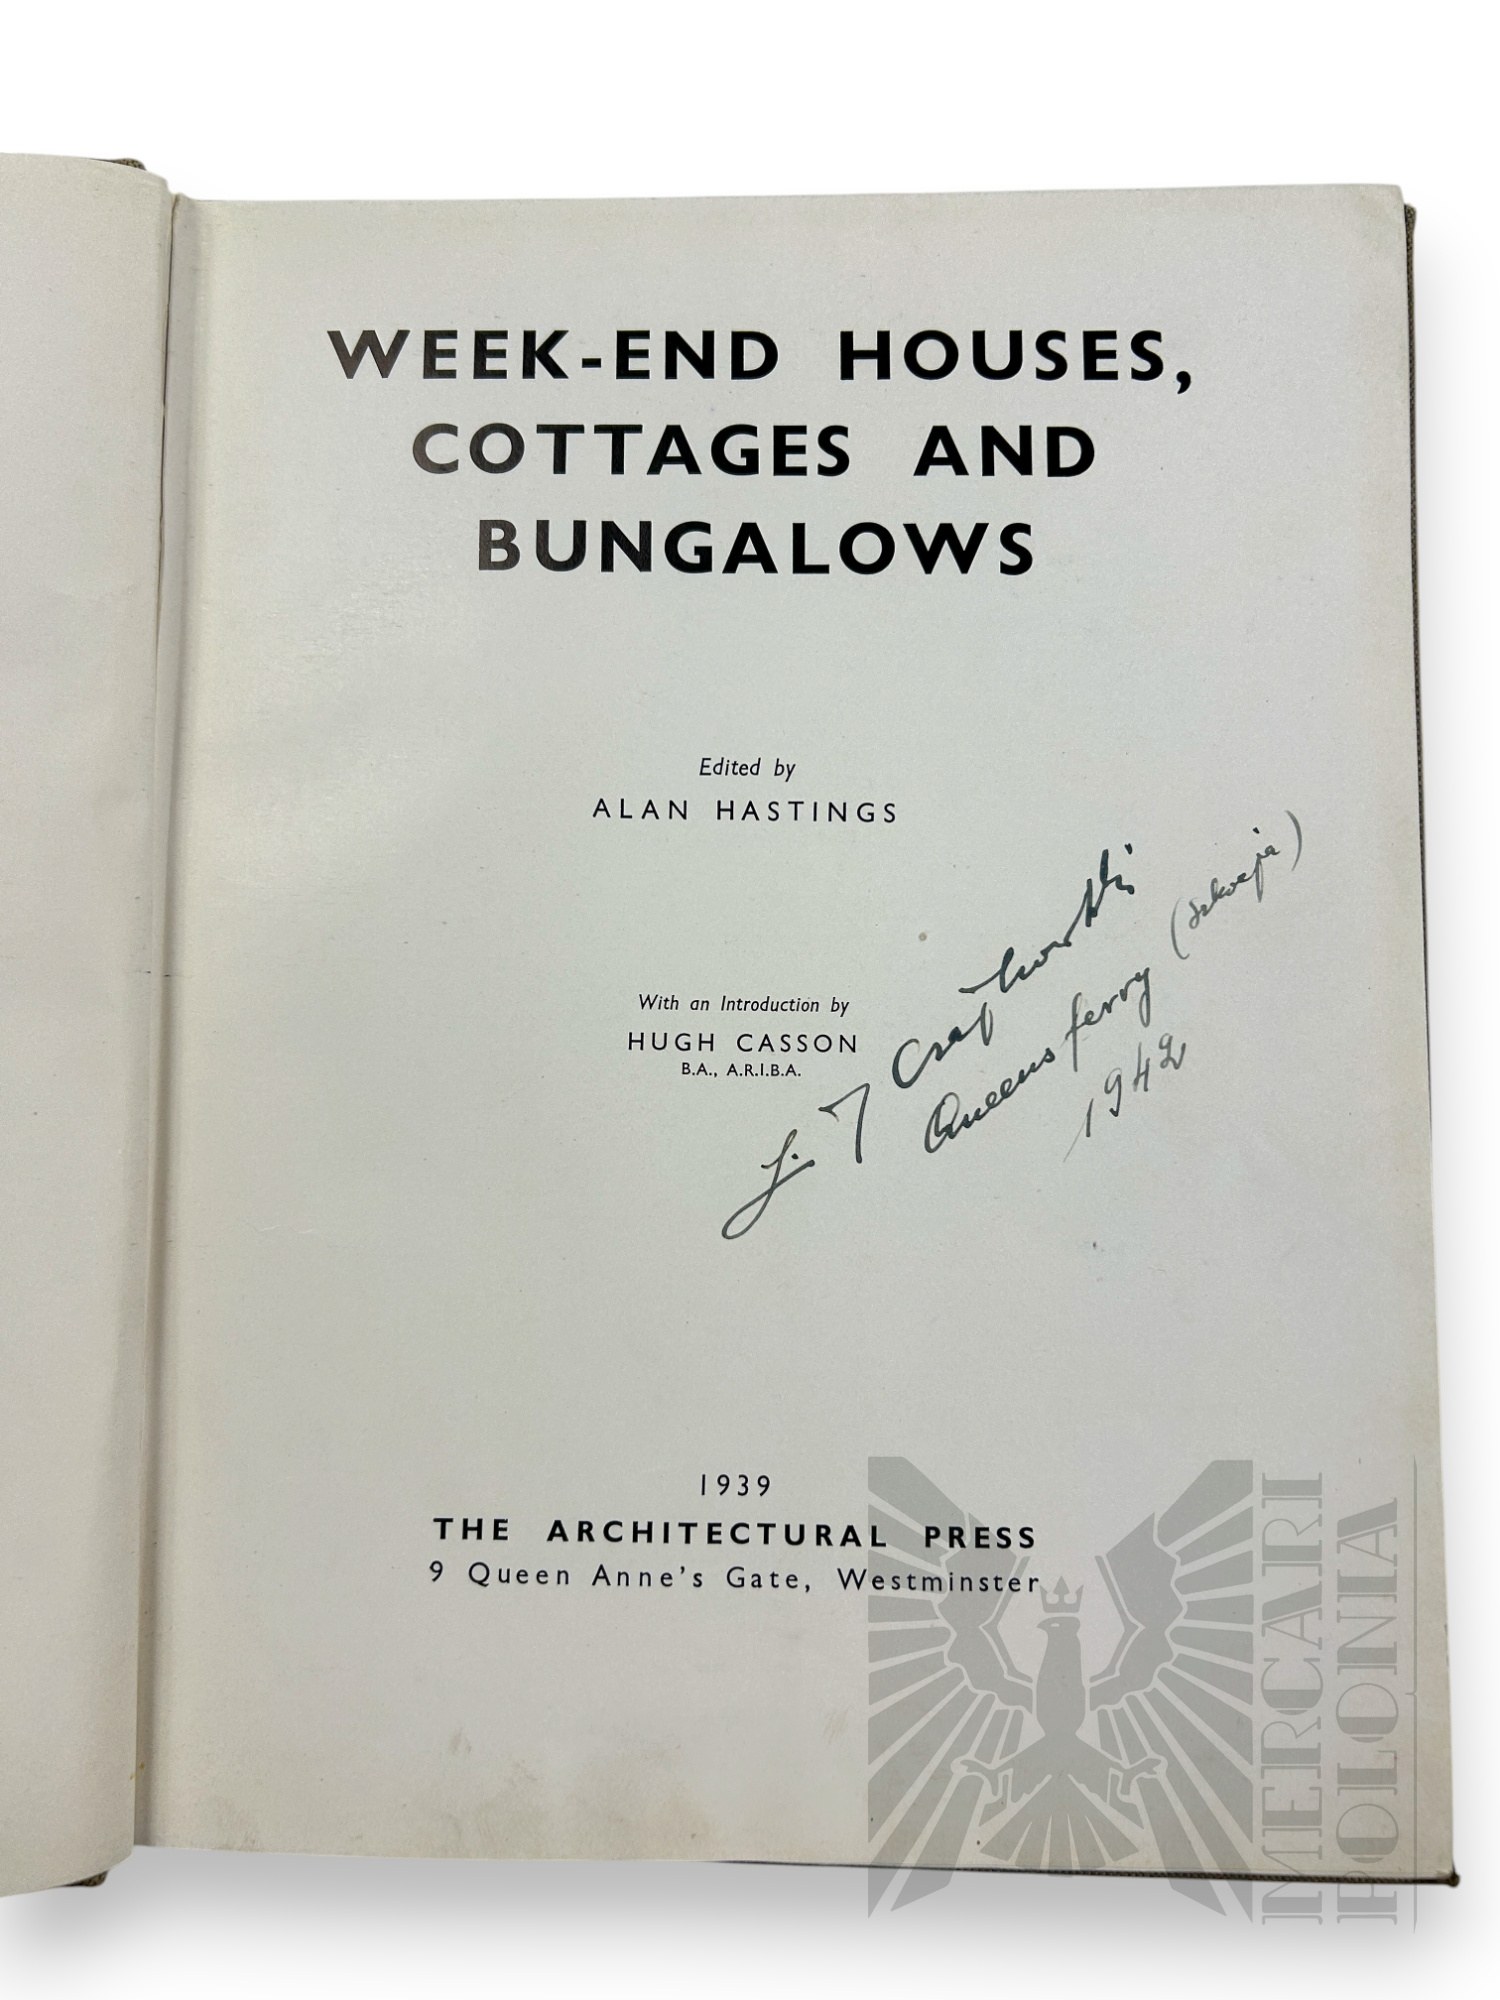 WEEK-END HOUSES,
COTTAGES AND
BUNGALOWS
Edited by
ALAN HASTINGS
With an Introduction by
HUGH CASSON
B.A., A.R.I.B.A.
Queensferry (Szkocja)
1942
1939
THE ARCHITECTURAL PRESS
9 Queen Anne's Gate, Westminster
MERCARI
POLONIA